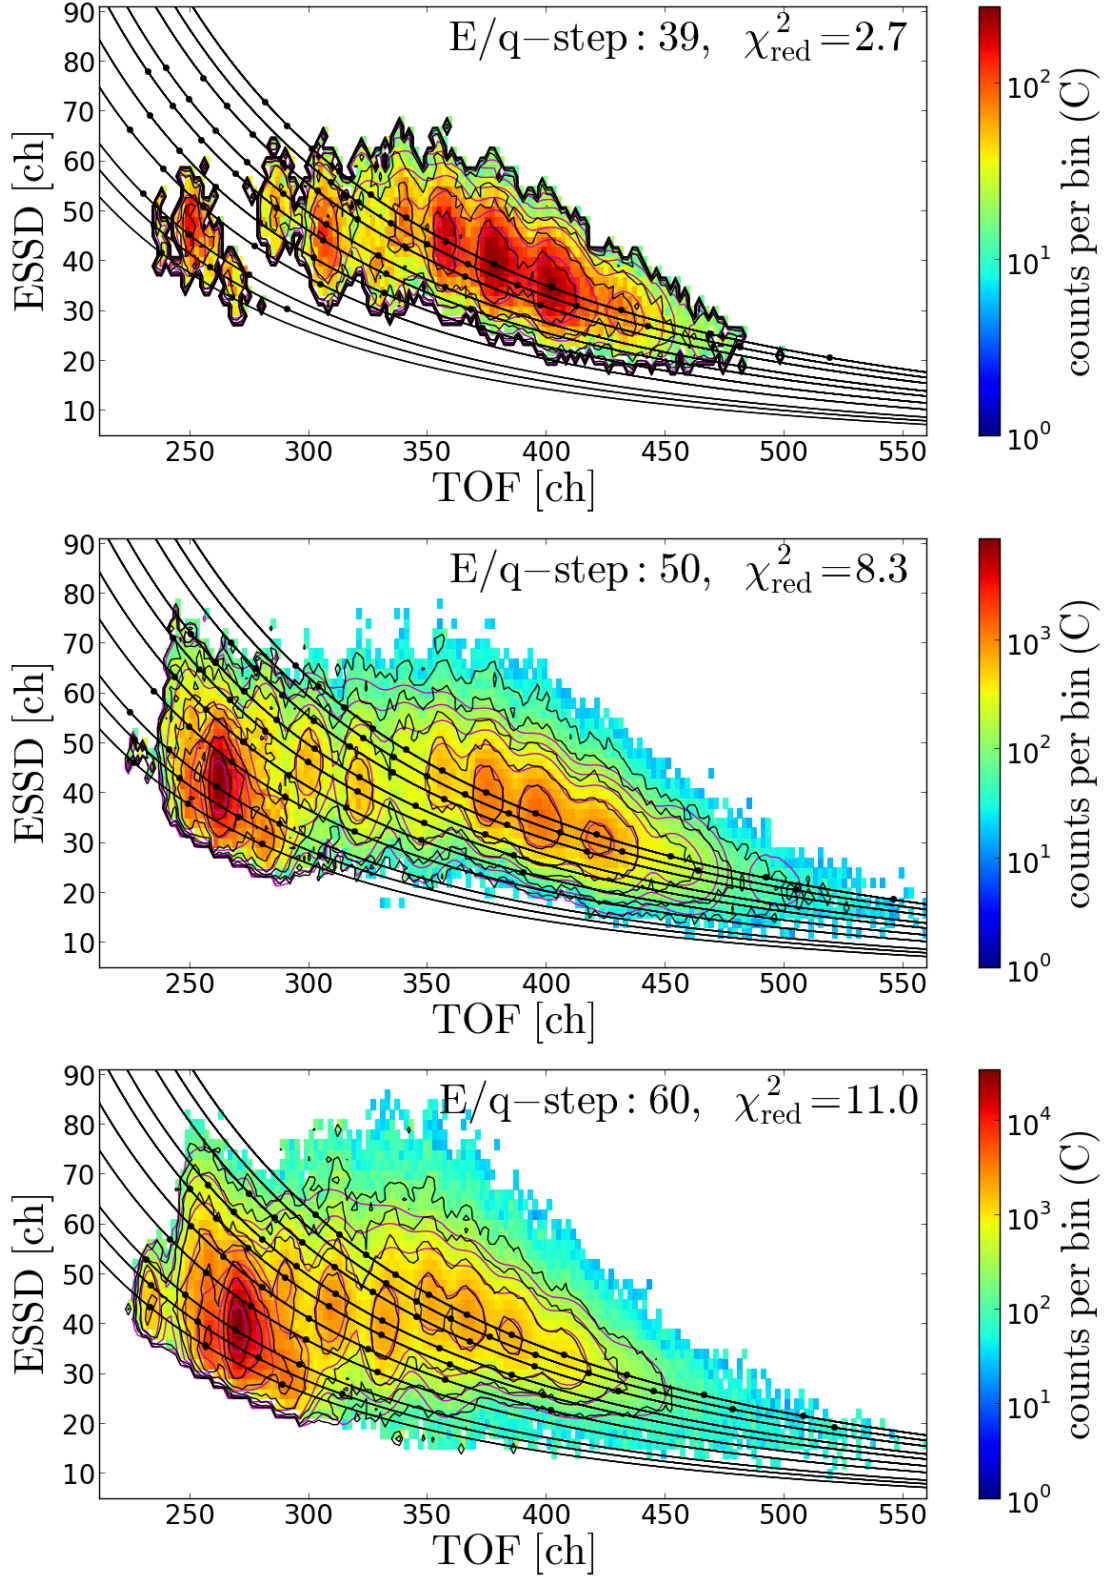 E/q−step: 39, χ²red=2.7
90
80
70
60
50
40
30
20
10
ESSD [ch]
250 300 350 400 450 500 550
TOF [ch]
10²
10¹
10⁰
counts per bin (C)
E/q−step: 50, χ²red=8.3
90
80
70
60
50
40
30
20
10
ESSD [ch]
250 300 350 400 450 500 550
TOF [ch]
10³
10²
10¹
10⁰
counts per bin (C)
E/q−step: 60, χ²red=11.0
90
80
70
60
50
40
30
20
10
ESSD [ch]
250 300 350 400 450 500 550
TOF [ch]
10⁴
10³
10²
10¹
10⁰
counts per bin (C)